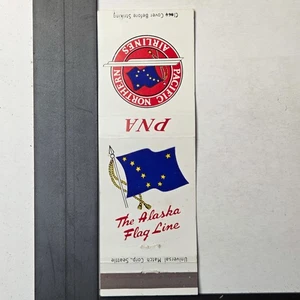 Close Cover Before Striking
PACIFIC NORTHERN
AIRLINES
PNA
The Alaska
Flag Line
Universal Match Corp. Seattle